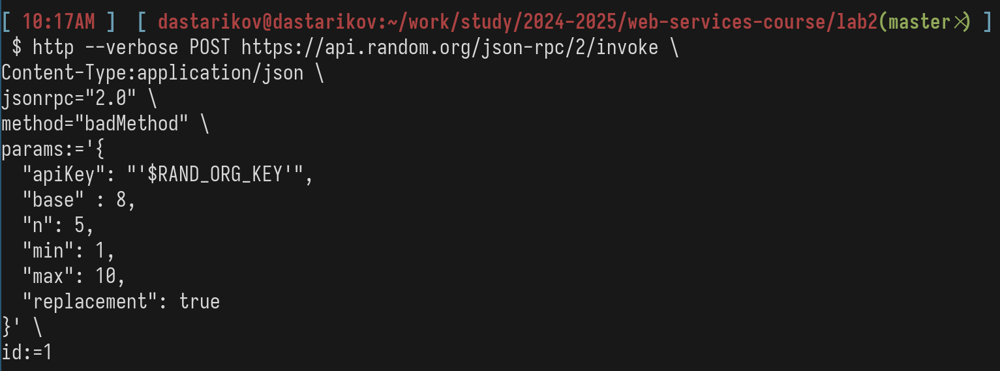 [ 10:17AM ]  [ dastarikov@dastarikov:~/work/study/2024-2025/web-services-course/lab2(master⨯) ]
 $ http --verbose POST https://api.random.org/json-rpc/2/invoke \
Content-Type:application/json \
jsonrpc="2.0" \
method="badMethod" \
params:='{
  "apiKey": "'$RAND_ORG_KEY'",
  "base" : 8,
  "n": 5,
  "min": 1,
  "max": 10,
  "replacement": true
}' \
id:=1